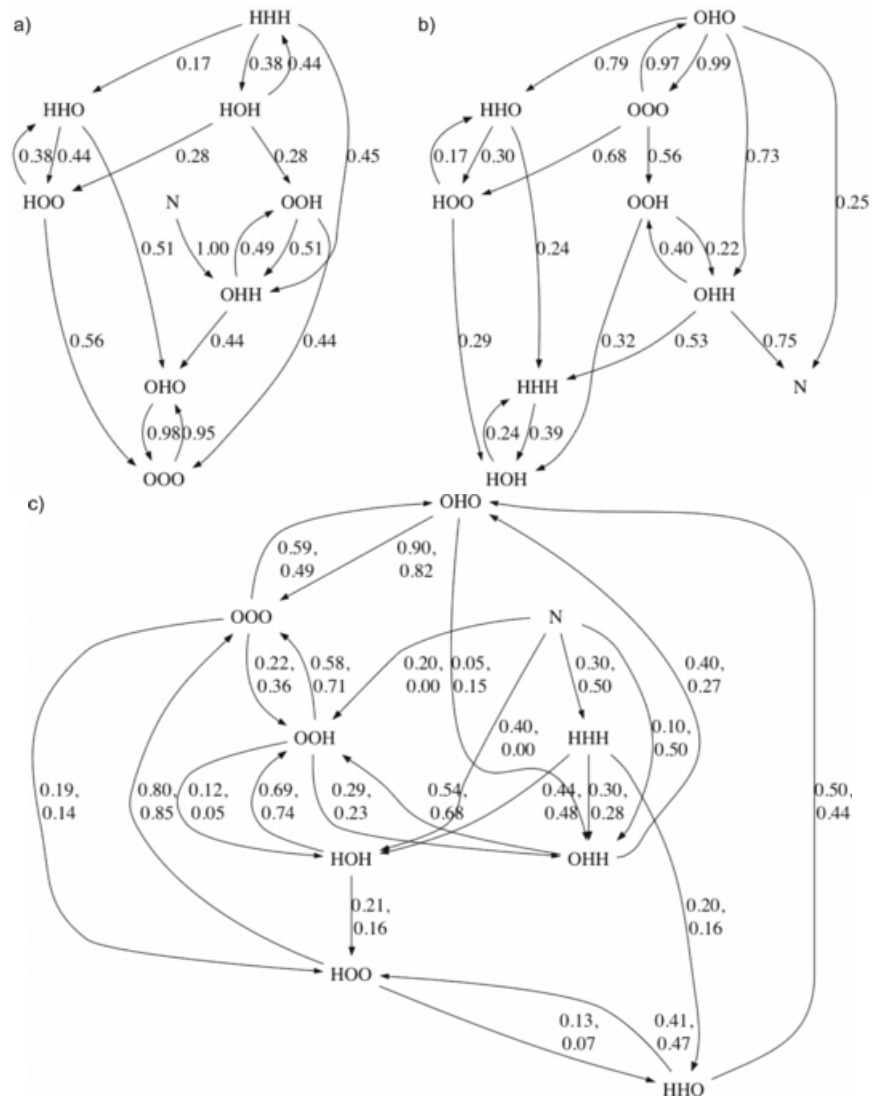 a)
HHH
0.17
0.38
0.44
HHO
HOH
0.38
0.44
0.28
0.28
0.45
HOO
N
OOH
0.51
1.00
0.49
0.51
OHH
0.56
0.44
0.44
OHO
0.98
0.95
OOO
b)
OHO
0.79
0.97
0.99
HHO
OOO
0.17
0.30
0.68
0.56
0.73
HOO
OOH
0.25
0.24
0.40
0.22
OHH
0.29
0.32
0.53
0.75
HHH
N
0.24
0.39
HOH
c)
OHO
0.59,
0.49
0.90,
0.82
OOO
N
0.22,
0.36
0.58,
0.71
0.20,
0.00
0.05,
0.15
0.30,
0.50
0.40,
0.27
OOH
0.40,
0.00
HHH
0.10,
0.50
0.19,
0.14
0.80,
0.85
0.12,
0.05
0.69,
0.74
0.29,
0.23
0.54,
0.68
0.44,
0.48
0.30,
0.28
0.50,
0.44
HOH
OHH
0.21,
0.16
0.20,
0.16
HOO
0.13,
0.07
0.41,
0.47
HHO